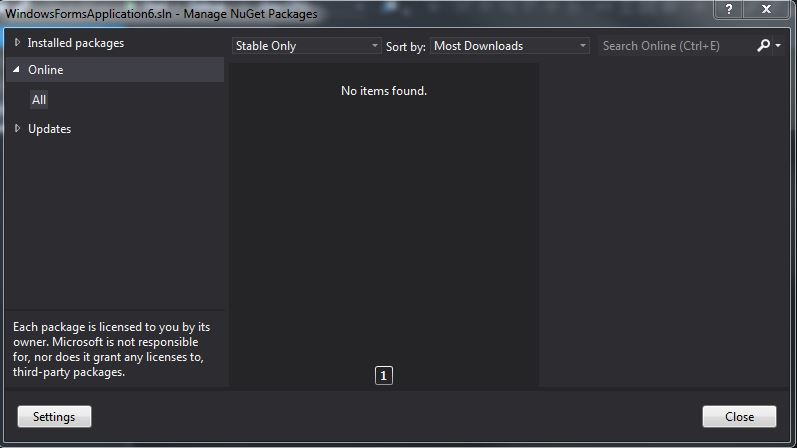 WindowsFormsApplication6.sln - Manage NuGet Packages
?
X
Installed packages
Online
All
Updates
Stable Only
Sort by:
Most Downloads
Search Online (Ctrl+E)
No items found.
Each package is licensed to you by its
owner. Microsoft is not responsible
for, nor does it grant any licenses to,
third-party packages.
1
Settings
Close